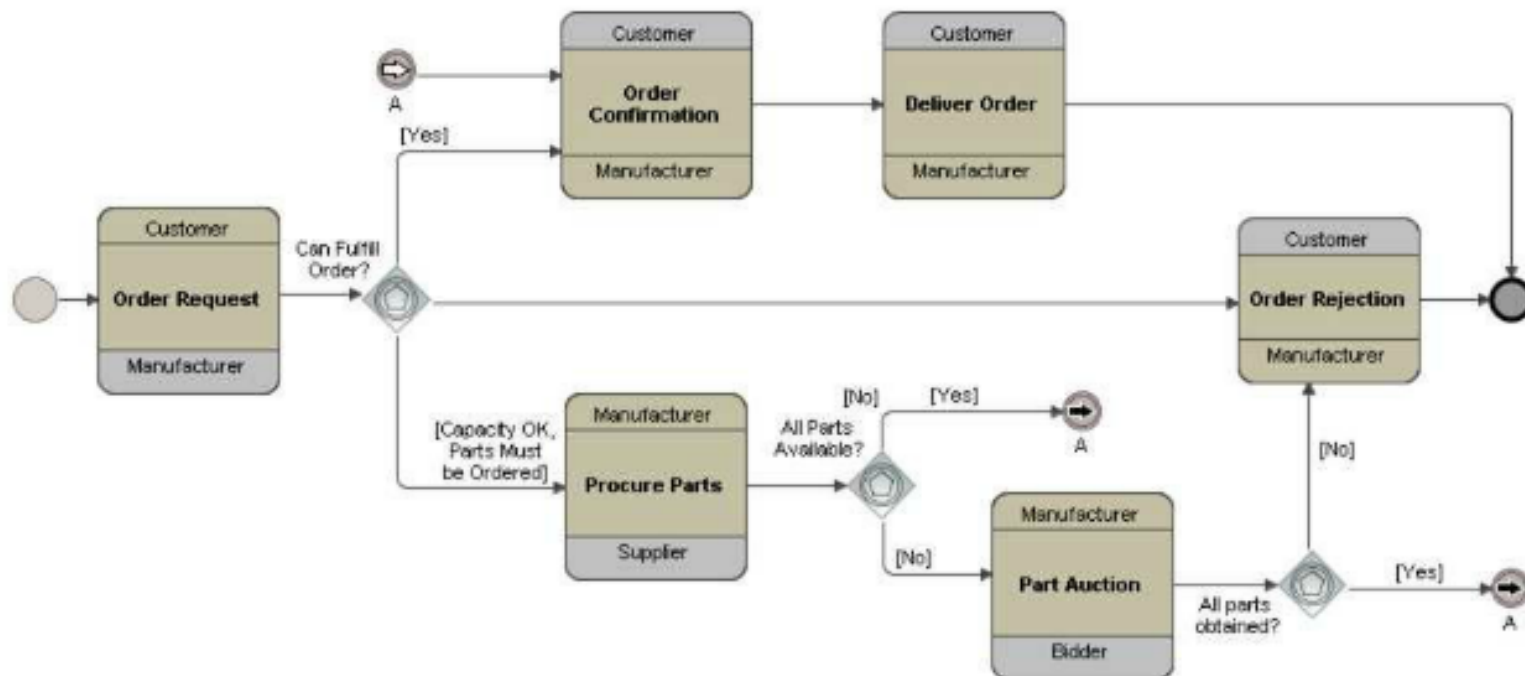 Customer
Order
Confirmation
Manufacturer
Customer
Deliver Order
Manufacturer
A
[Yes]
Customer
Order Request
Manufacturer
Can Fulfill
Order?
Customer
Order Rejection
Manufacturer
[Capacity OK,
Parts Must
be Ordered]
Manufacturer
Procure Parts
Supplier
All Parts
Available?
[No]
[Yes]
A
[No]
Manufacturer
Part Auction
Bidder
All parts
obtained?
[No]
[Yes]
A